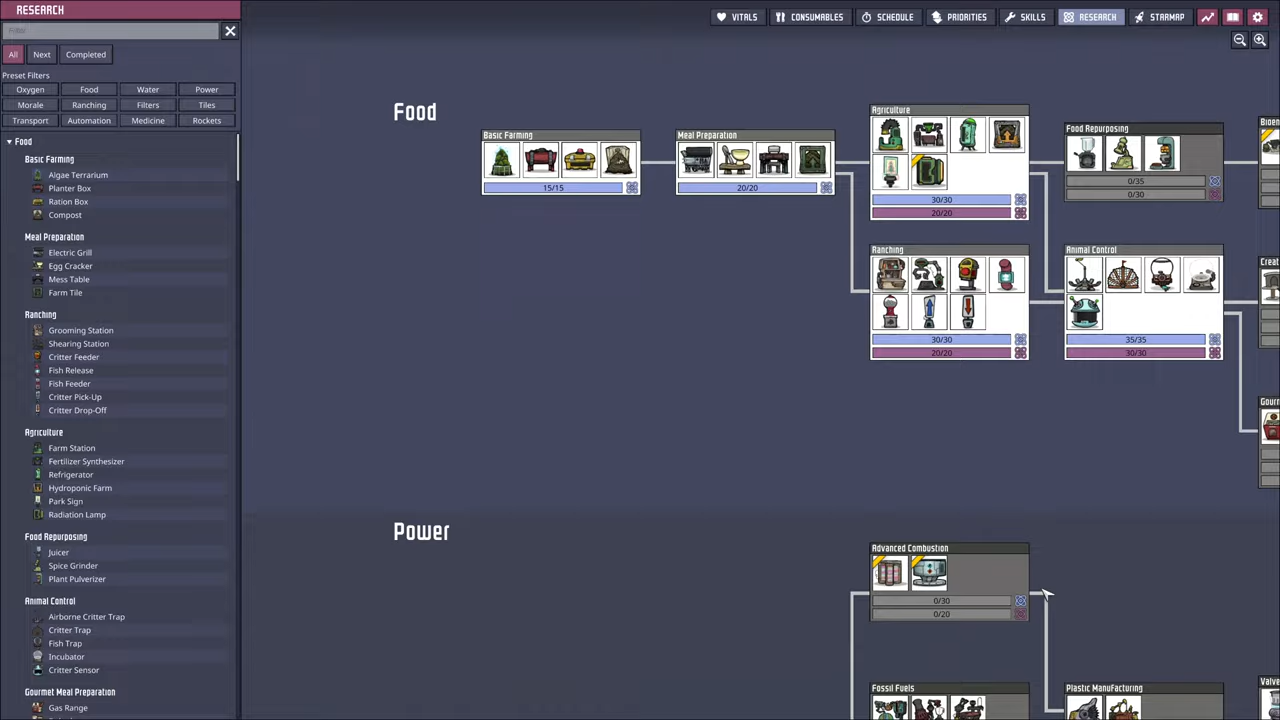 RESEARCH
VITALS
CONSUMABLES
SCHEDULE
PRIORITIES
SKILLS
RESEARCH
STARMAP
Filter
All
Next
Completed
Preset Filters
Oxygen
Food
Water
Power
Morale
Ranching
Filters
Tiles
Transport
Automation
Medicine
Rockets
Food
Basic Farming
Algae Terrarium
Planter Box
Ration Box
Compost
Meal Preparation
Electric Grill
Egg Cracker
Mess Table
Farm Tile
Ranching
Grooming Station
Shearing Station
Critter Feeder
Fish Release
Fish Feeder
Critter Pick-Up
Critter Drop-Off
Agriculture
Farm Station
Fertilizer Synthesizer
Refrigerator
Hydroponic Farm
Park Sign
Radiation Lamp
Food Repurposing
Juicer
Spice Grinder
Plant Pulverizer
Animal Control
Airborne Critter Trap
Critter Trap
Fish Trap
Incubator
Critter Sensor
Gourmet Meal Preparation
Gas Range
Food
Basic Farming
15/15
Meal Preparation
20/20
Agriculture
30/30
20/20
Food Repurposing
0/35
0/30
Ranching
30/30
20/20
Animal Control
35/35
30/30
Power
Advanced Combustion
0/30
0/20
Fossil Fuels
Plastic Manufacturing